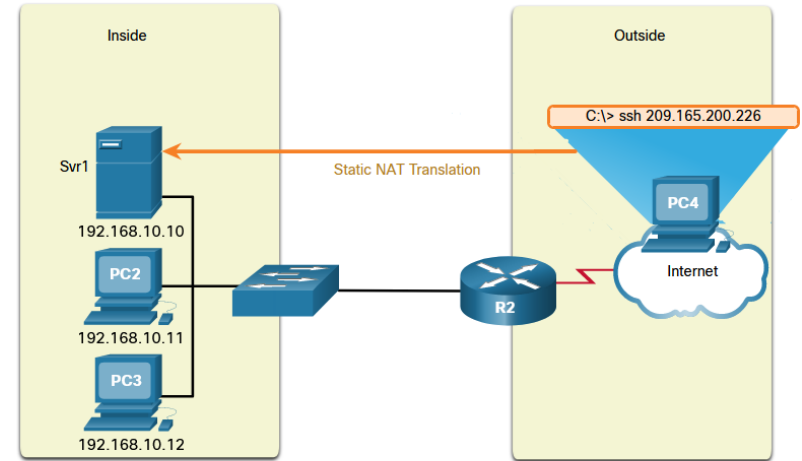 Inside
Outside
C:\> ssh 209.165.200.226
Svr1
Static NAT Translation
PC4
192.168.10.10
PC2
Internet
R2
192.168.10.11
PC3
192.168.10.12